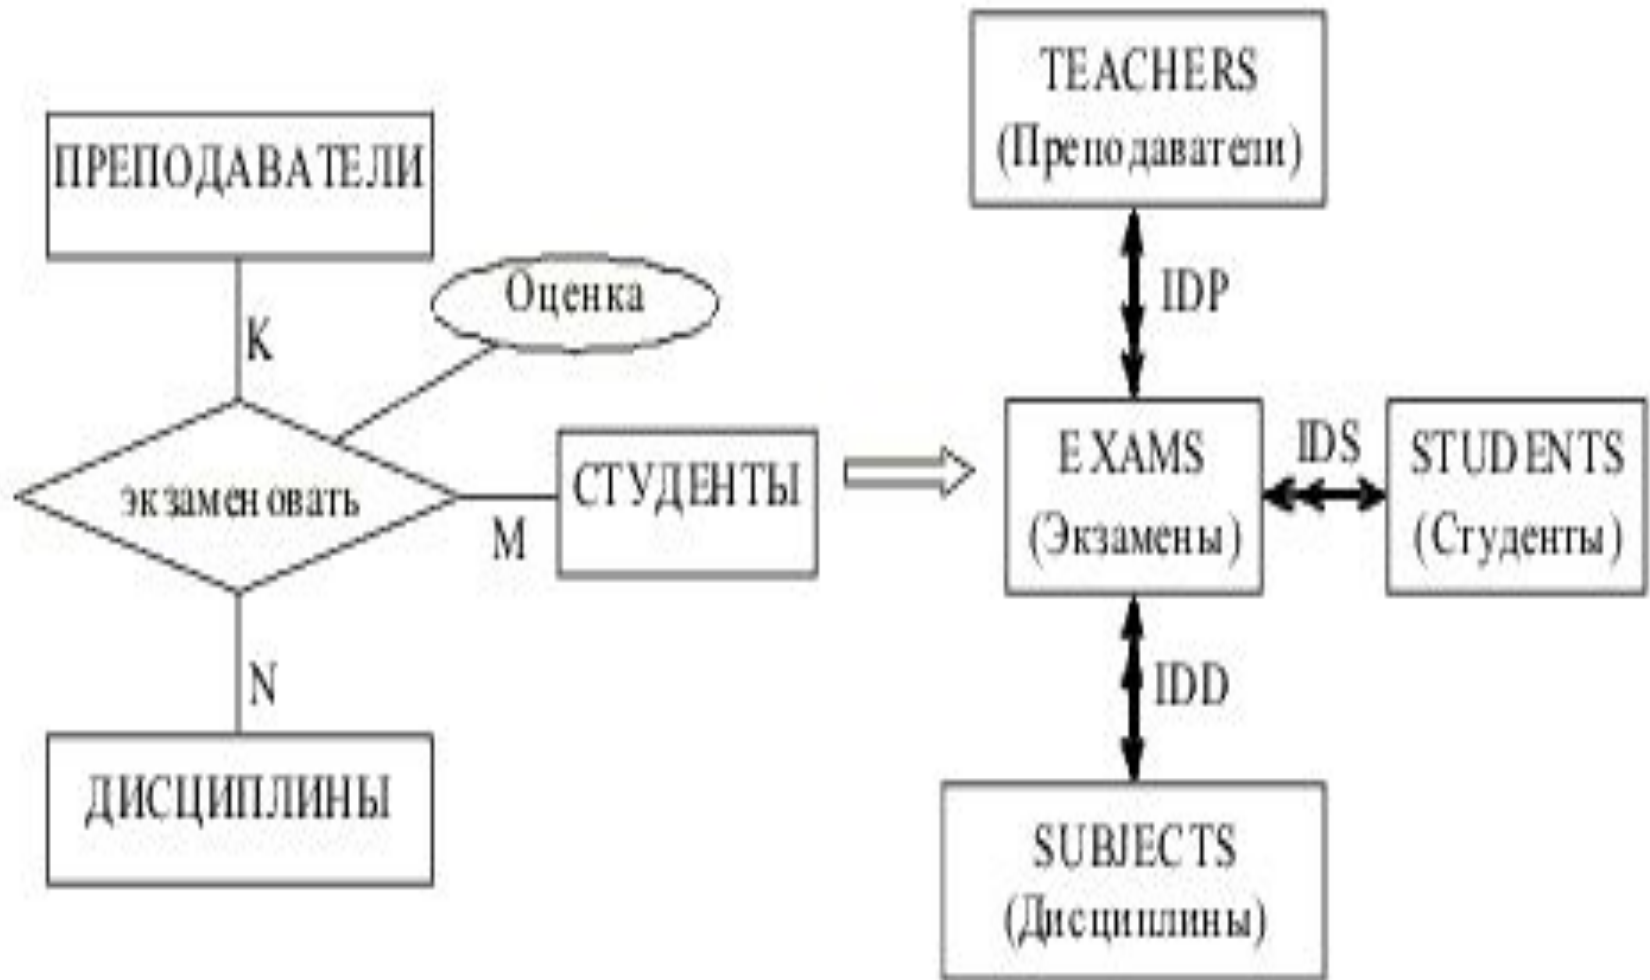 ПРЕПОДАВАТЕЛИ
Оценка
K
экзаменовать
СТУДЕНТЫ
M
N
ДИСЦИПЛИНЫ
TEACHERS
(Преподаватели)
IDP
EXAMS
(Экзамены)
IDS
STUDENTS
(Студенты)
IDD
SUBJECTS
(Дисциплины)